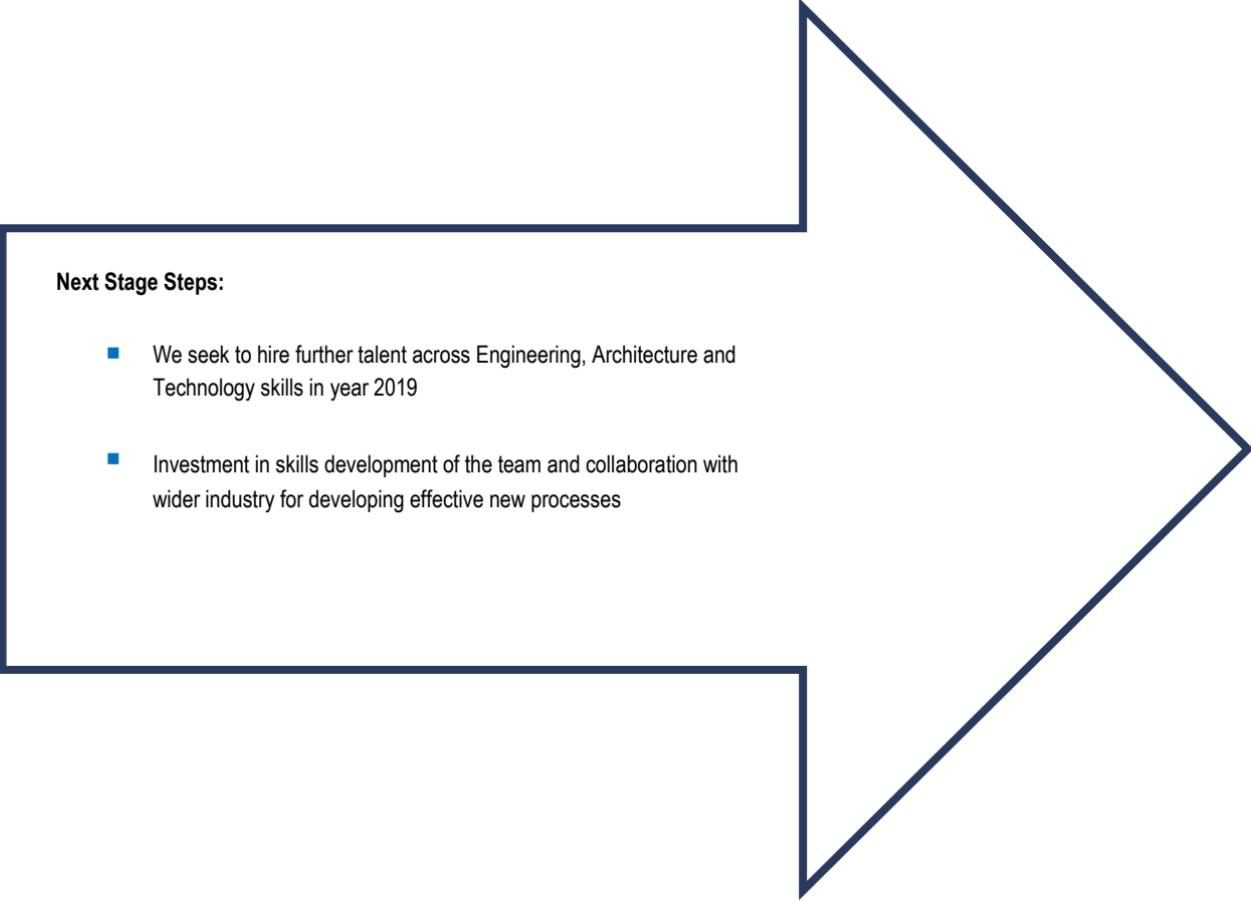 Next Stage Steps:
We seek to hire further talent across Engineering, Architecture and
Technology skills in year 2019
Investment in skills development of the team and collaboration with
wider industry for developing effective new processes